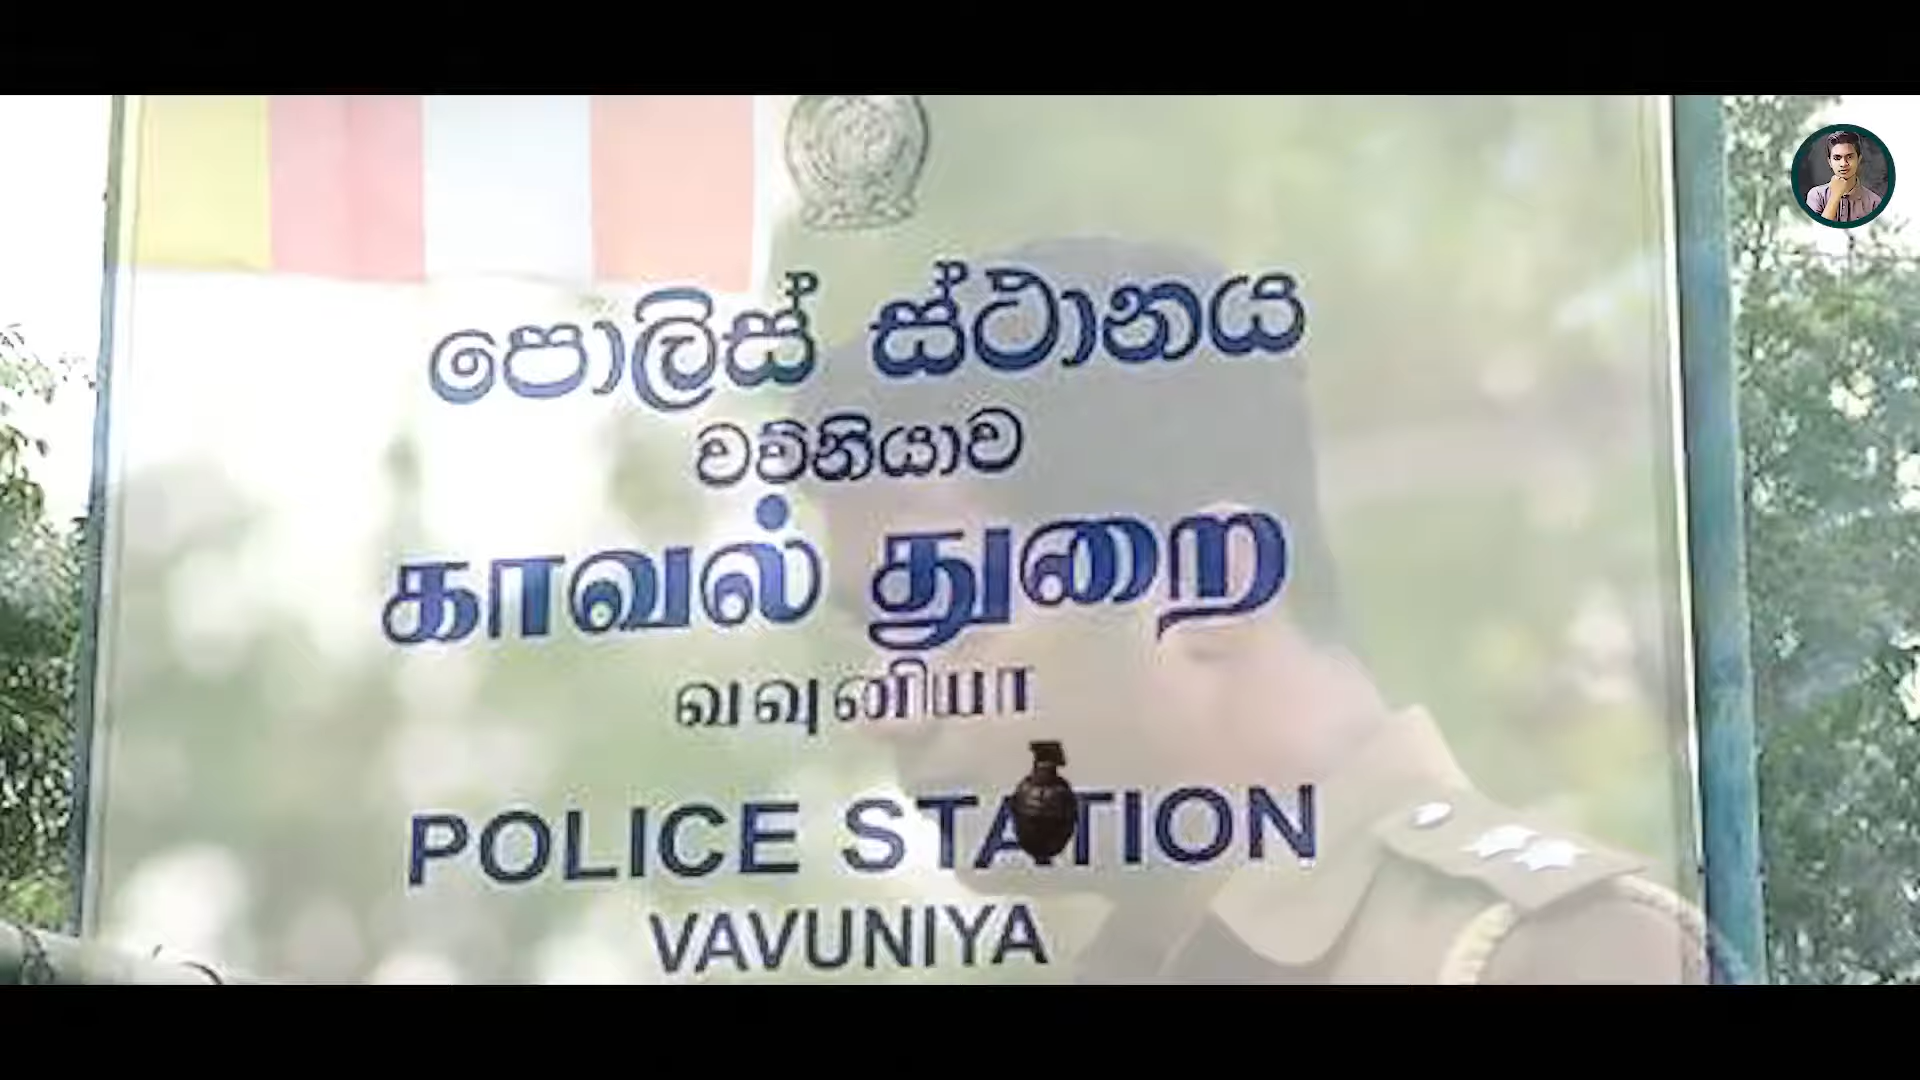 පොලිස් ස්ථානය
වව්නියාව
காவல் துறை
வவுனியா
POLICE STATION
VAVUNIYA